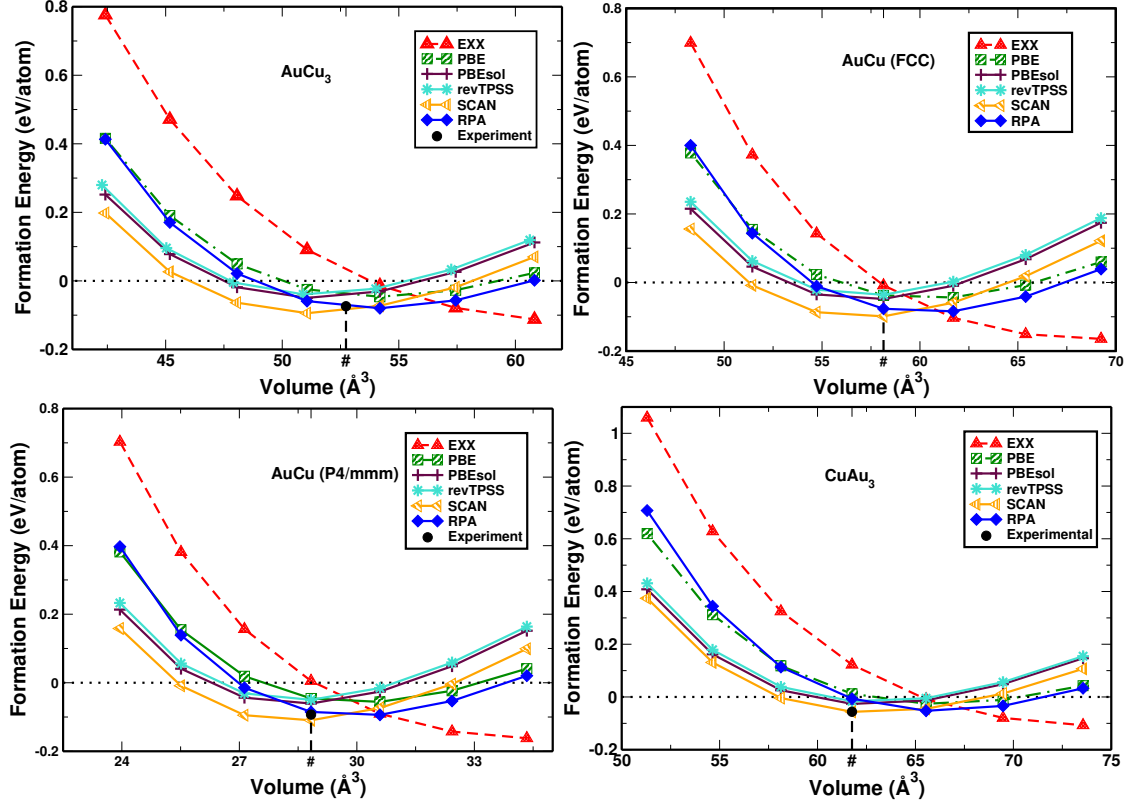 0.8
0.6
0.4
0.2
0
-0.2
Formation Energy (eV/atom)
AuCu3
EXX
PBE
PBEsol
revTPSS
SCAN
RPA
Experiment
45
50
#
55
60
Volume (Å3)
0.8
0.6
0.4
0.2
0
-0.2
Formation Energy (eV/atom)
AuCu (FCC)
EXX
PBE
PBEsol
revTPSS
SCAN
RPA
45
50
55
#
60
65
70
Volume (Å3)
0.8
0.6
0.4
0.2
0
-0.2
Formation Energy (eV/atom)
AuCu (P4/mmm)
EXX
PBE
PBEsol
revTPSS
SCAN
RPA
Experiment
24
27
#
30
33
Volume (Å3)
1
0.8
0.6
0.4
0.2
0
-0.2
Formation Energy (eV/atom)
CuAu3
EXX
PBE
PBEsol
revTPSS
SCAN
RPA
Experimental
50
55
60
#
65
70
75
Volume (Å3)